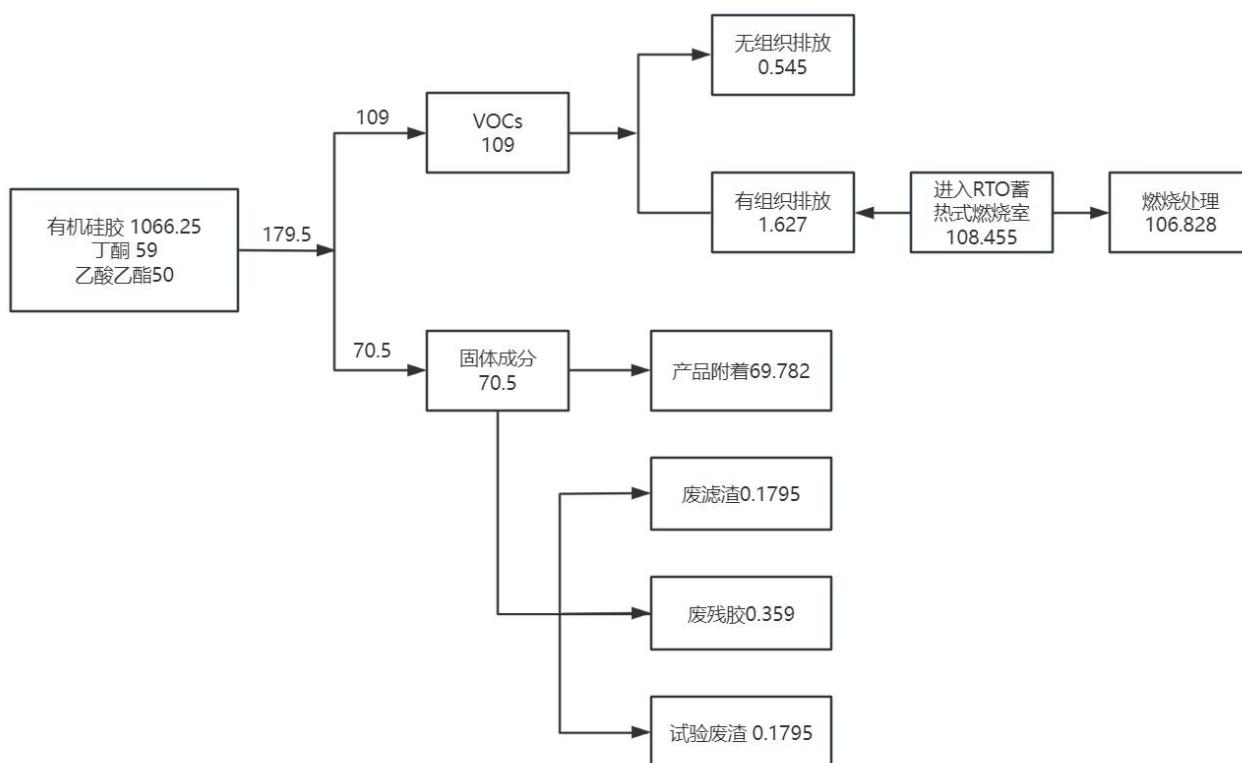 无组织排放
0.545
109
VOCs
109
有机硅胶 1066.25
丁酮 59
乙酸乙酯50
179.5
有组织排放
1.627
进入RTO蓄
热式燃烧室
108.455
燃烧处理
106.828
70.5
固体成分
70.5
产品附着69.782
废滤渣0.1795
废残胶0.359
试验废渣 0.1795